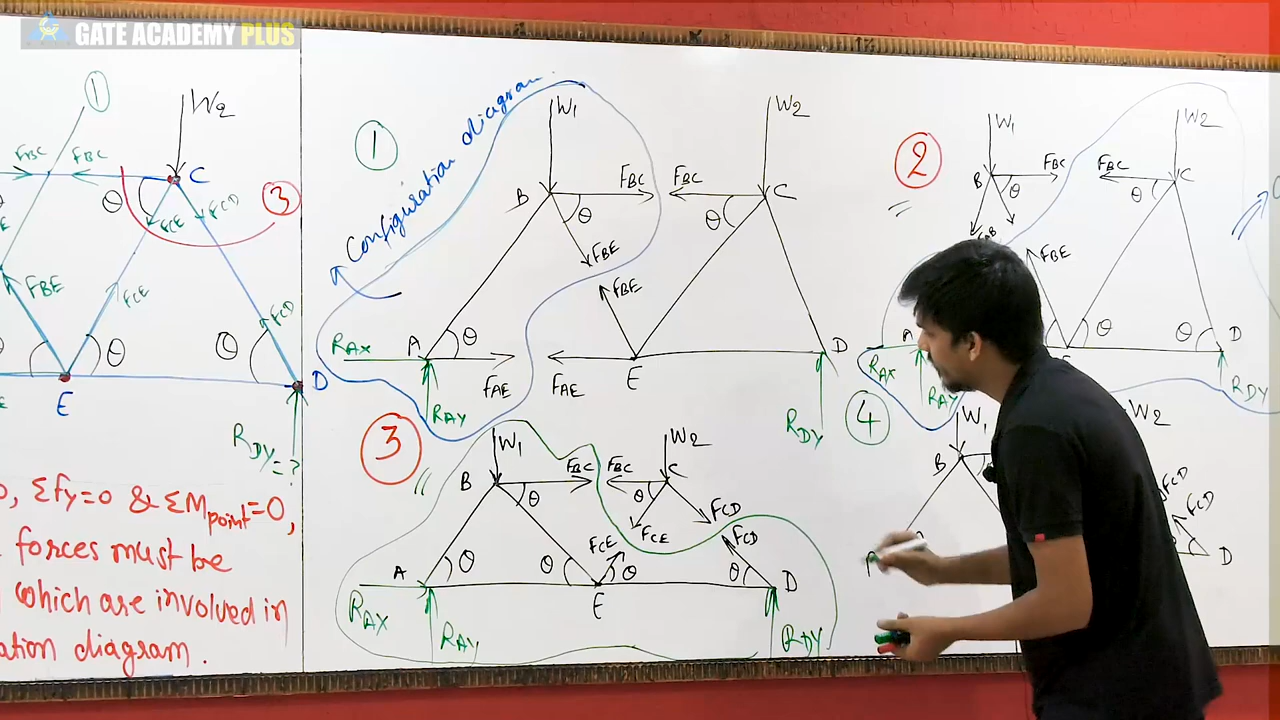 GATE ACADEMY PLUS
1
W2
FBC
FBC
C
θ
FCE
FCD
3
FBE
FCE
FCD
θ
θ
E
D
RDY=?
Σfy=0 & ΣMpoint=0,
forces must be
which are involved in
ation diagram.
1
Configuration diagram
W1
B
FBC
θ
FBE
A
θ
RAX
RAY
FAE
W2
FBC
C
θ
FBE
FAE
E
D
RDY
2
W1
B
FBC
θ
FBC
W2
C
θ
FBE
A
RAX
RAY
θ
θ
D
RDY
3
W1
B
FBC
θ
A
θ
θ
RAX
RAY
E
W2
FBC
C
θ
FCE
FCD
FCE
θ
FCD
θ
D
RDY
4
W1
B
W2
FCD
D